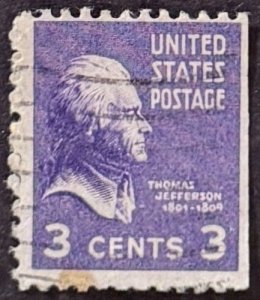 UNITED
STATES
POSTAGE
THOMAS
JEFFERSON
1801-1809
3 CENTS 3